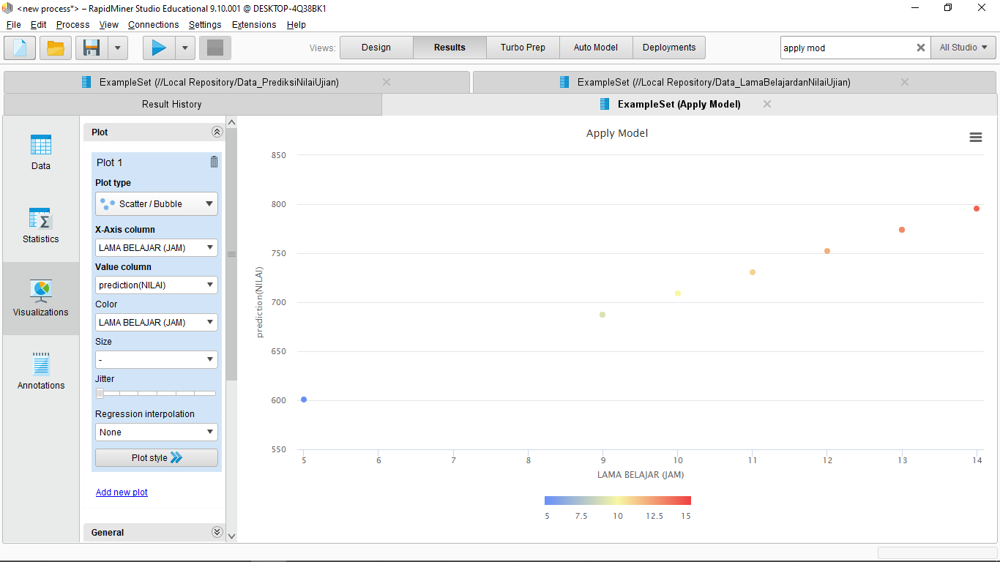 <new process*> – RapidMiner Studio Educational 9.10.001 @ DESKTOP-4Q38BK1
File Edit Process View Connections Settings Extensions Help
Views: Design Results Turbo Prep Auto Model Deployments apply mod All Studio
ExampleSet (//Local Repository/Data_PrediksiNilaiUjian) ExampleSet (//Local Repository/Data_LamaBelajardanNilaiUjian)
Result History ExampleSet (Apply Model)
Data
Statistics
Visualizations
Annotations
Plot
Plot 1
Plot type
Scatter / Bubble
X-Axis column
LAMA BELAJAR (JAM)
Value column
prediction(NILAI)
Color
LAMA BELAJAR (JAM)
Size
-
Jitter
Regression interpolation
None
Plot style
Add new plot
General
Apply Model
prediction(NILAI)
850
800
750
700
650
600
550
5 6 7 8 9 10 11 12 13 14
LAMA BELAJAR (JAM)
5 7.5 10 12.5 15